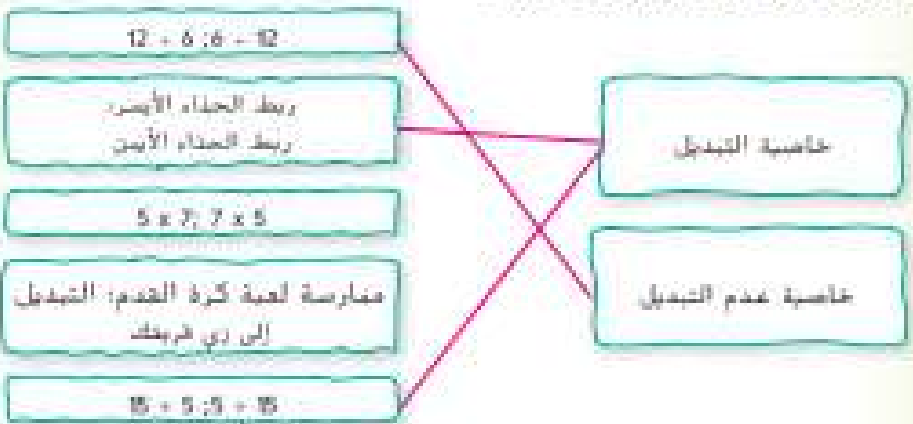 12 - 6 ;6 - 12
ربط الحذاء الأيسر؛
ربط الحذاء الأيمن
5 x 7; 7 x 5
ممارسة لعبة كرة القدم؛ التبديل
إلى زي فريقك
15 + 5 ;5 + 15
خاصية التبديل
خاصية عدم التبديل